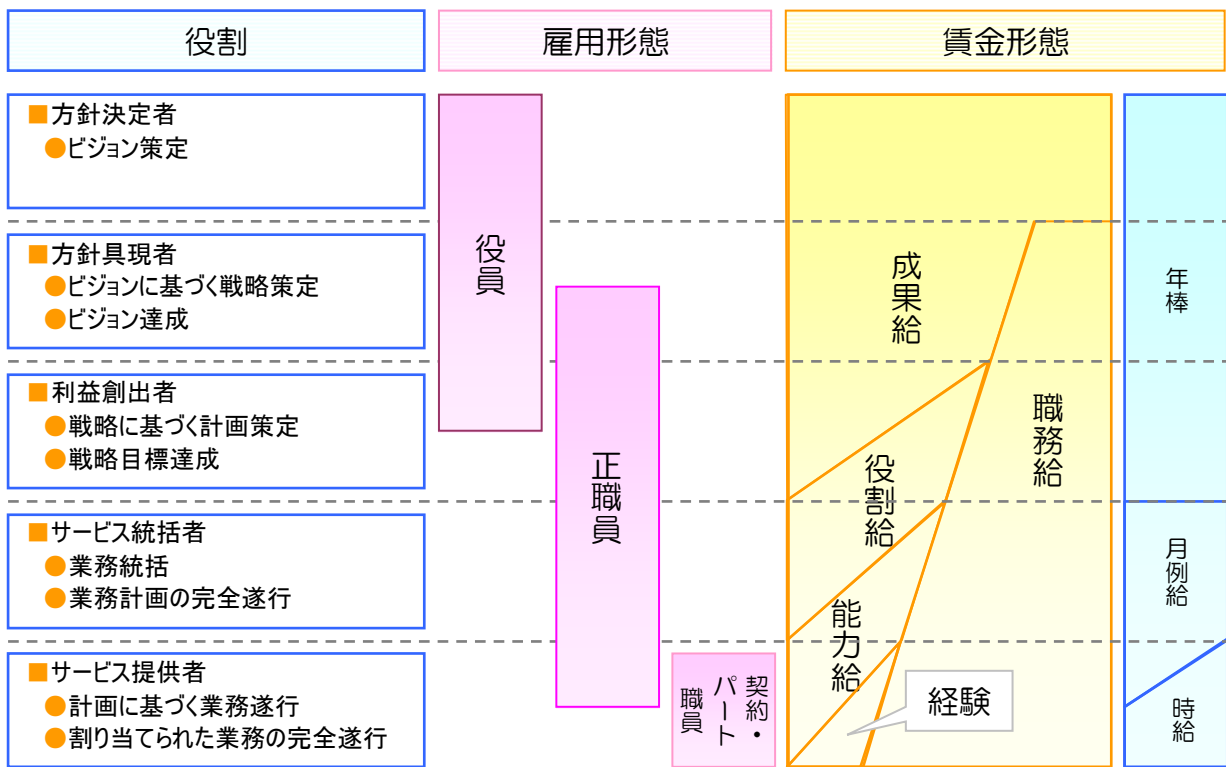 役割
雇用形態
賃金形態
■方針決定者
●ビジョン策定
■方針具現者
●ビジョンに基づく戦略策定
●ビジョン達成
■利益創出者
●戦略に基づく計画策定
●戦略目標達成
■サービス統括者
●業務統括
●業務計画の完全遂行
■サービス提供者
●計画に基づく業務遂行
●割り当てられた業務の完全遂行
役員
正職員
契約・
パート
職員
成果給
職務給
役割給
能力給
経験
年棒
月例給
時給